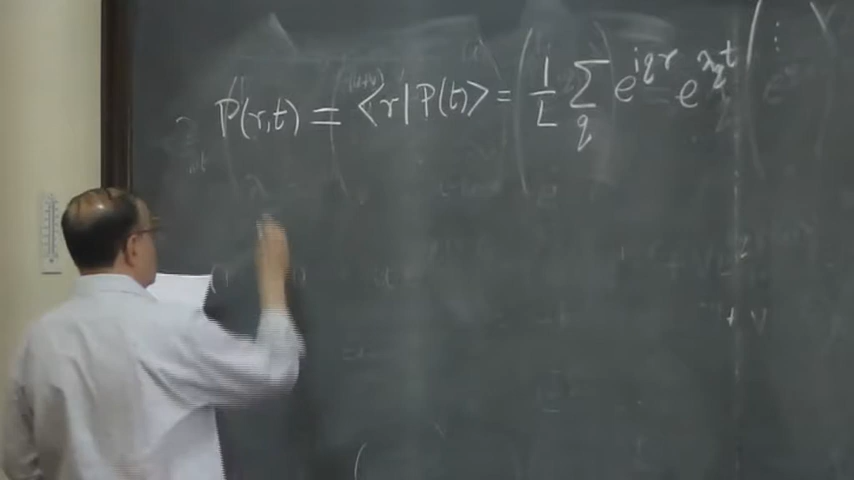 P(r,t) = <r|P(t)> = 1/L Σ_q e^{iqr} e^{λ_q t}
+ v